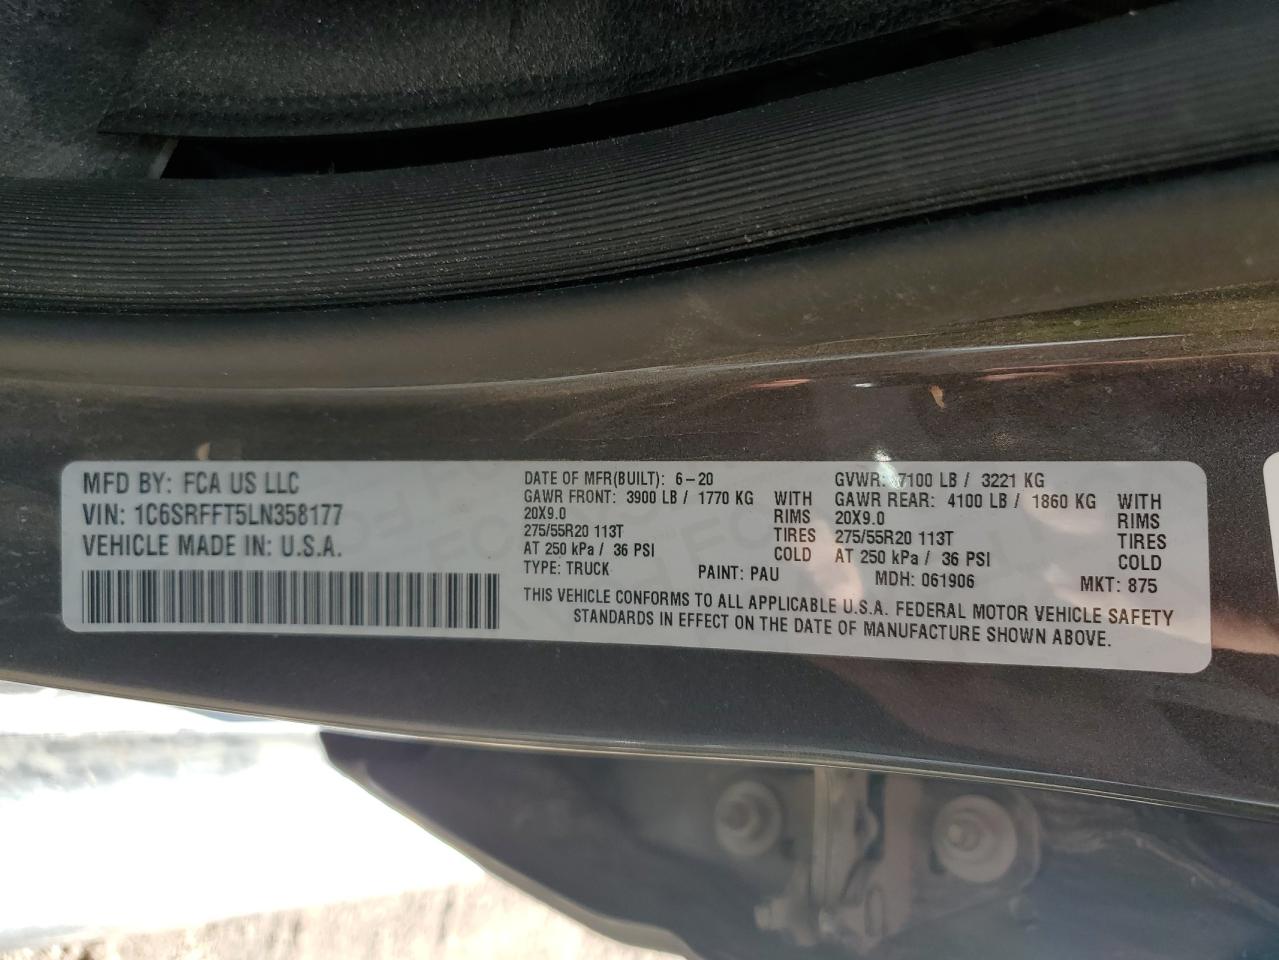 MFD BY: FCA US LLC
VIN: 1C6SRFFT5LN358177
VEHICLE MADE IN: U.S.A.
DATE OF MFR(BUILT): 6-20
GAWR FRONT: 3900 LB / 1770 KG WITH
20X9.0 RIMS
275/55R20 113T TIRES
AT 250 kPa / 36 PSI COLD
GVWR: 7100 LB / 3221 KG
GAWR REAR: 4100 LB / 1860 KG WITH
20X9.0 RIMS
275/55R20 113T TIRES
AT 250 kPa / 36 PSI COLD
TYPE: TRUCK PAINT: PAU MDH: 061906 MKT: 875
THIS VEHICLE CONFORMS TO ALL APPLICABLE U.S.A. FEDERAL MOTOR VEHICLE SAFETY
STANDARDS IN EFFECT ON THE DATE OF MANUFACTURE SHOWN ABOVE.